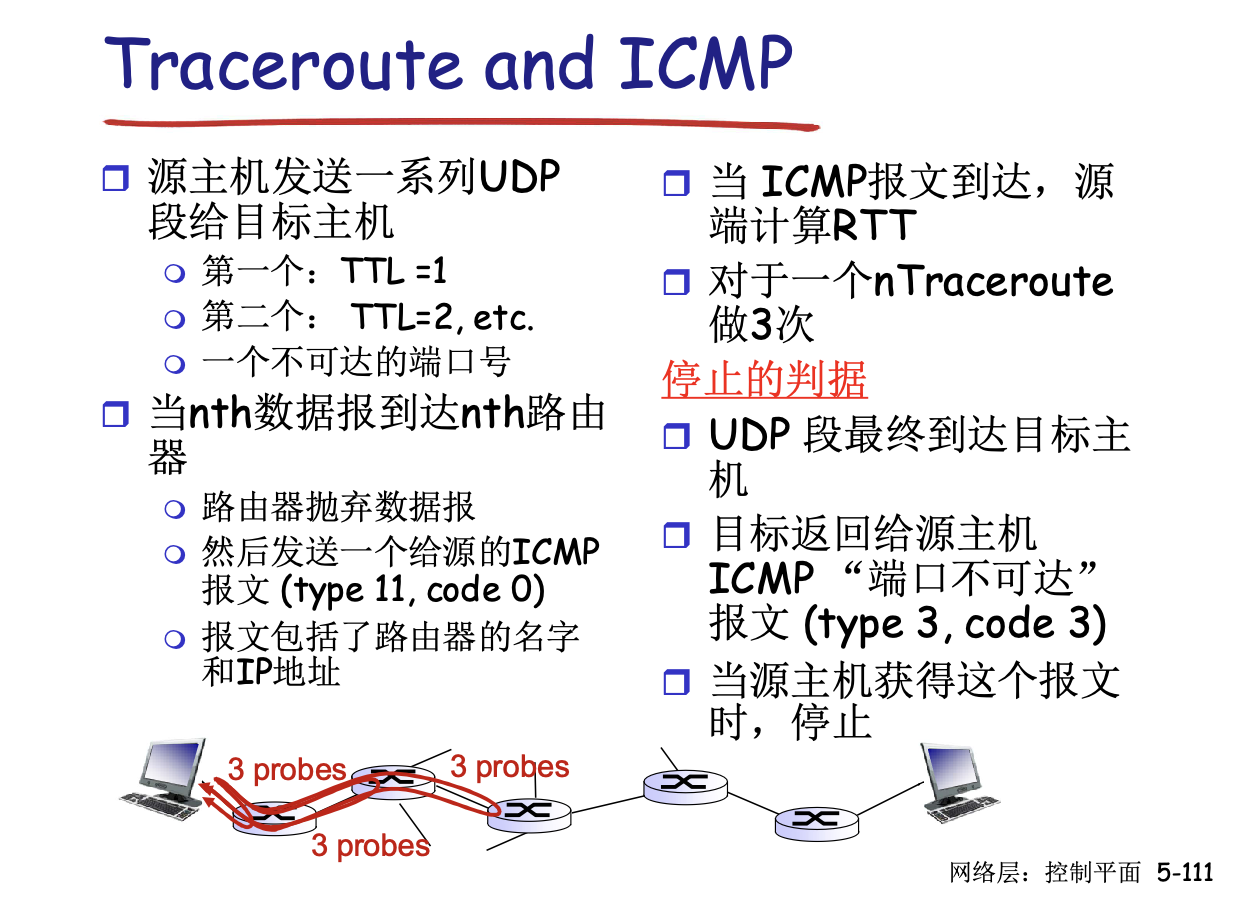 Traceroute and ICMP
源主机发送一系列UDP
段给目标主机
第一个：TTL =1
第二个： TTL=2, etc.
一个不可达的端口号
当nth数据报到达nth路由
器
路由器抛弃数据报
然后发送一个给源的ICMP
报文 (type 11, code 0)
报文包括了路由器的名字
和IP地址
当 ICMP报文到达，源
端计算RTT
对于一个nTraceroute
做3次
停止的判据
UDP 段最终到达目标主
机
目标返回给源主机
ICMP “端口不可达”
报文 (type 3, code 3)
当源主机获得这个报文
时，停止
3 probes
3 probes
3 probes
网络层：控制平面 5-111